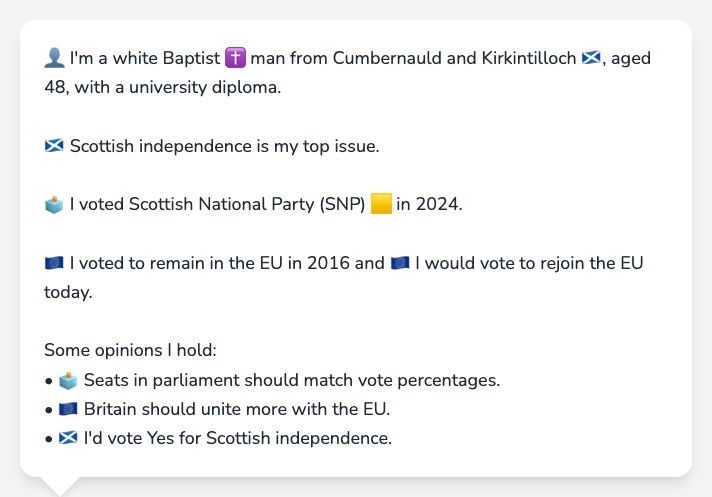 👤 I'm a white Baptist ✝️ man from Cumbernauld and Kirkintilloch 🏴󠁧󠁢󠁳󠁣󠁴󠁿, aged
48, with a university diploma.
🏴󠁧󠁢󠁳󠁣󠁴󠁿 Scottish independence is my top issue.
🗳️ I voted Scottish National Party (SNP) 🟨 in 2024.
🇪🇺 I voted to remain in the EU in 2016 and 🇪🇺 I would vote to rejoin the EU
today.
Some opinions I hold:
• 🗳️ Seats in parliament should match vote percentages.
• 🇪🇺 Britain should unite more with the EU.
• 🏴󠁧󠁢󠁳󠁣󠁴󠁿 I'd vote Yes for Scottish independence.